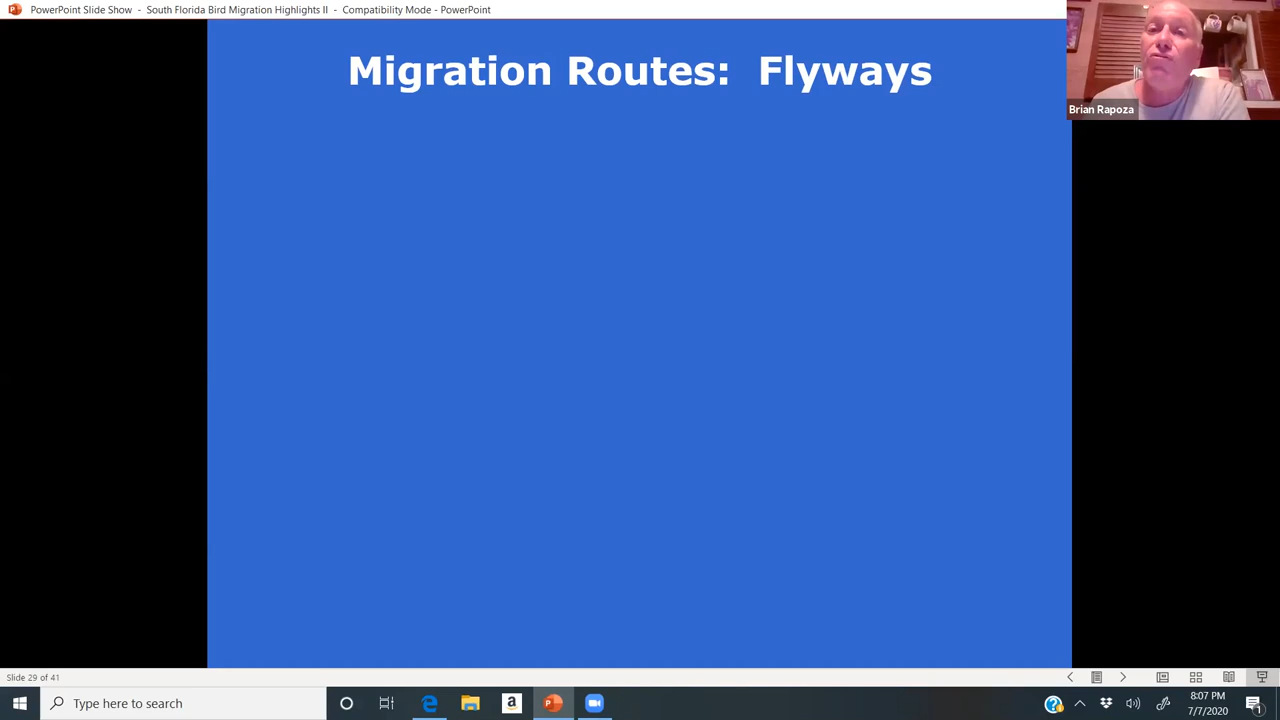 PowerPoint Slide Show - South Florida Bird Migration Highlights II - Compatibility Mode - PowerPoint
Migration Routes: Flyways
Brian Rapoza
Slide 29 of 41
Type here to search
8:07 PM
7/7/2020